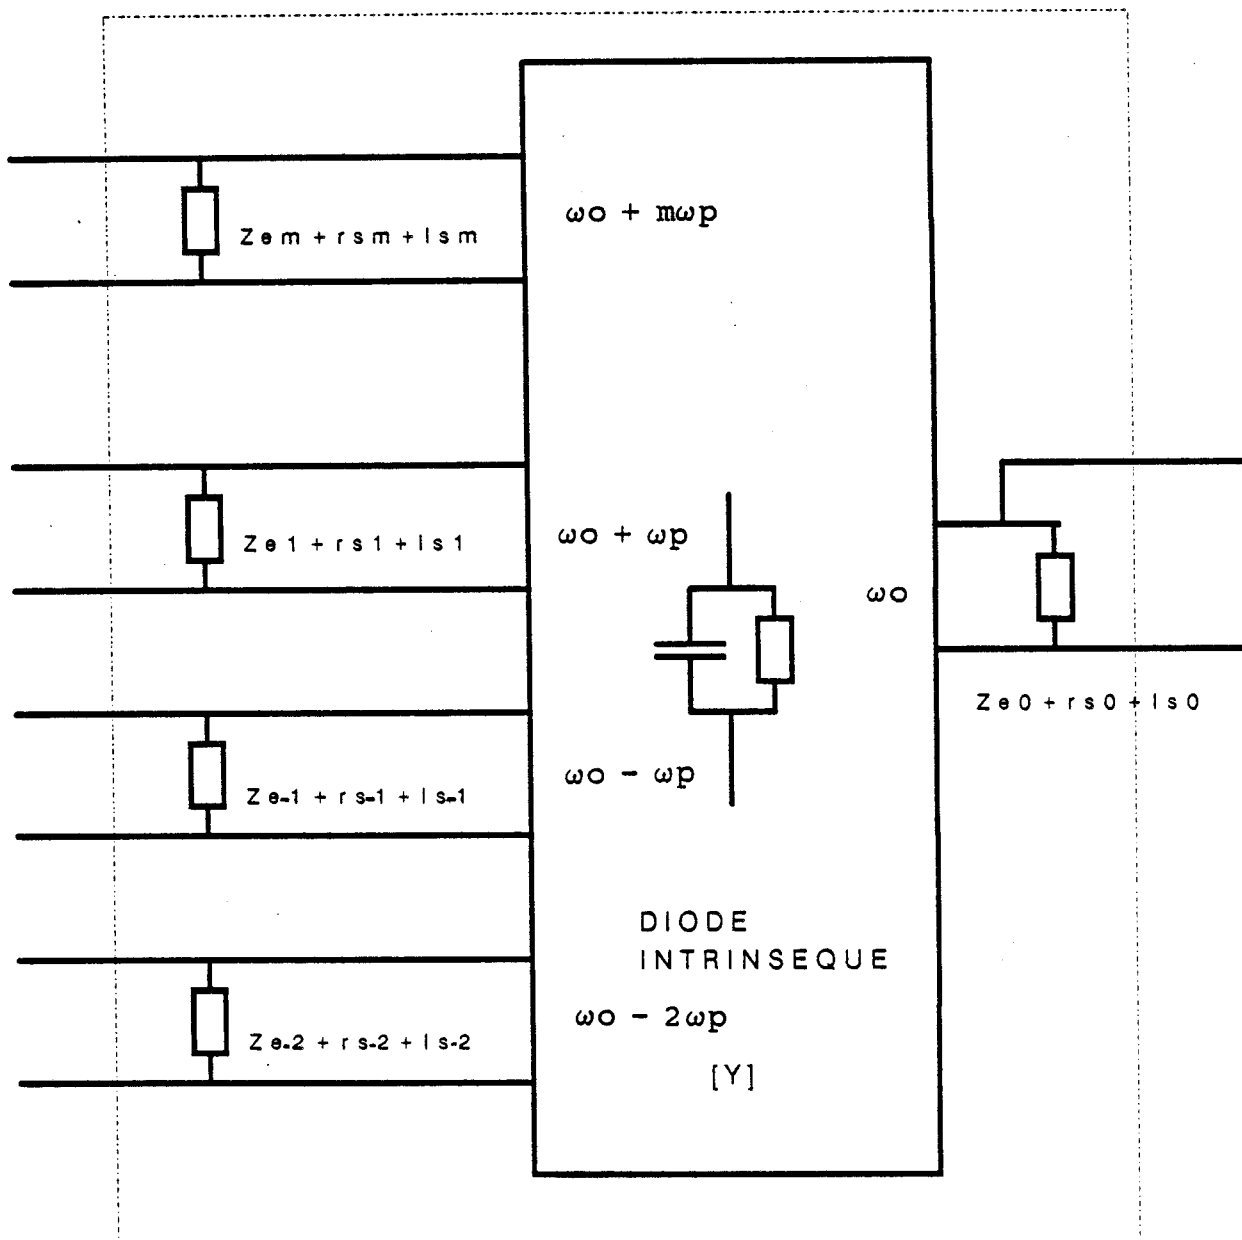 ωo + mωp
Zem + rsm + lsm
Ze1 + rs1 + ls1
ωo + ωp
ωo
Ze0 + rs0 + ls0
ωo - ωp
Ze-1 + rs-1 + ls-1
DIODE
INTRINSEQUE
ωo - 2ωp
Ze-2 + rs-2 + ls-2
[Y]